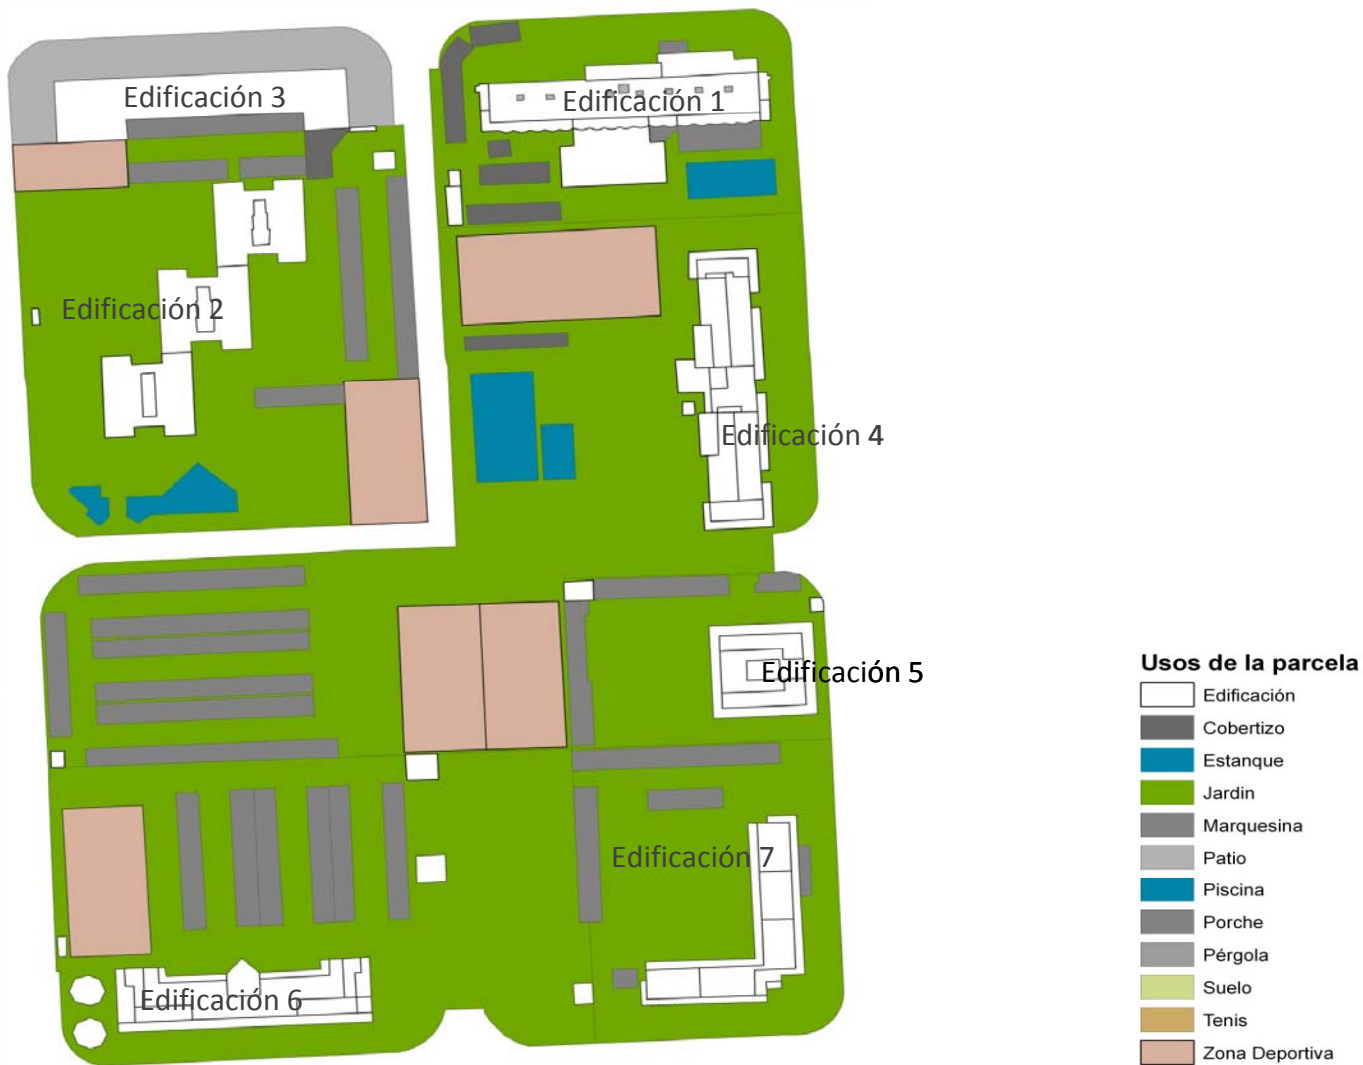 Edificación 3
Edificación 1
Edificación 2
Edificación 4
Edificación 5
Edificación 7
Edificación 6
Usos de la parcela
Edificación
Cobertizo
Estanque
Jardin
Marquesina
Patio
Piscina
Porche
Pérgola
Suelo
Tenis
Zona Deportiva